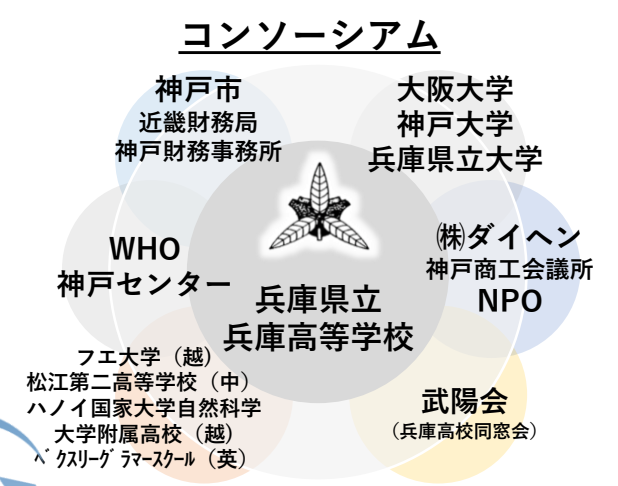 コンソーシアム
神戸市
近畿財務局
神戸財務事務所
大阪大学
神戸大学
兵庫県立大学
WHO
神戸センター
㈱ダイヘン
神戸商工会議所
NPO
兵庫県立
兵庫高等学校
フエ大学（越)
松江第二高等学校（中）
ハノイ国家大学自然科学
大学附属高校（越)
ﾍﾞｸｽﾘｰｸﾞﾗﾏｰｽｸｰﾙ（英）
武陽会
（兵庫高校同窓会）